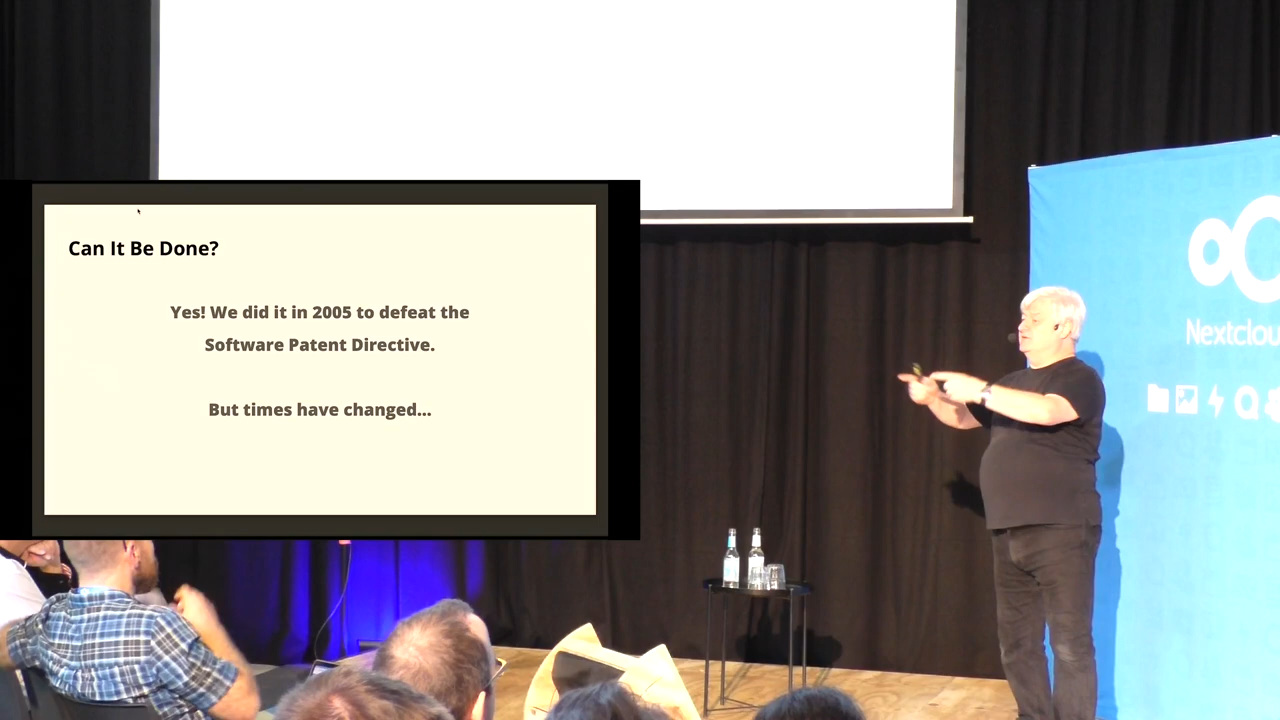 Can It Be Done?
Yes! We did it in 2005 to defeat the
Software Patent Directive.
But times have changed...
Nextclou